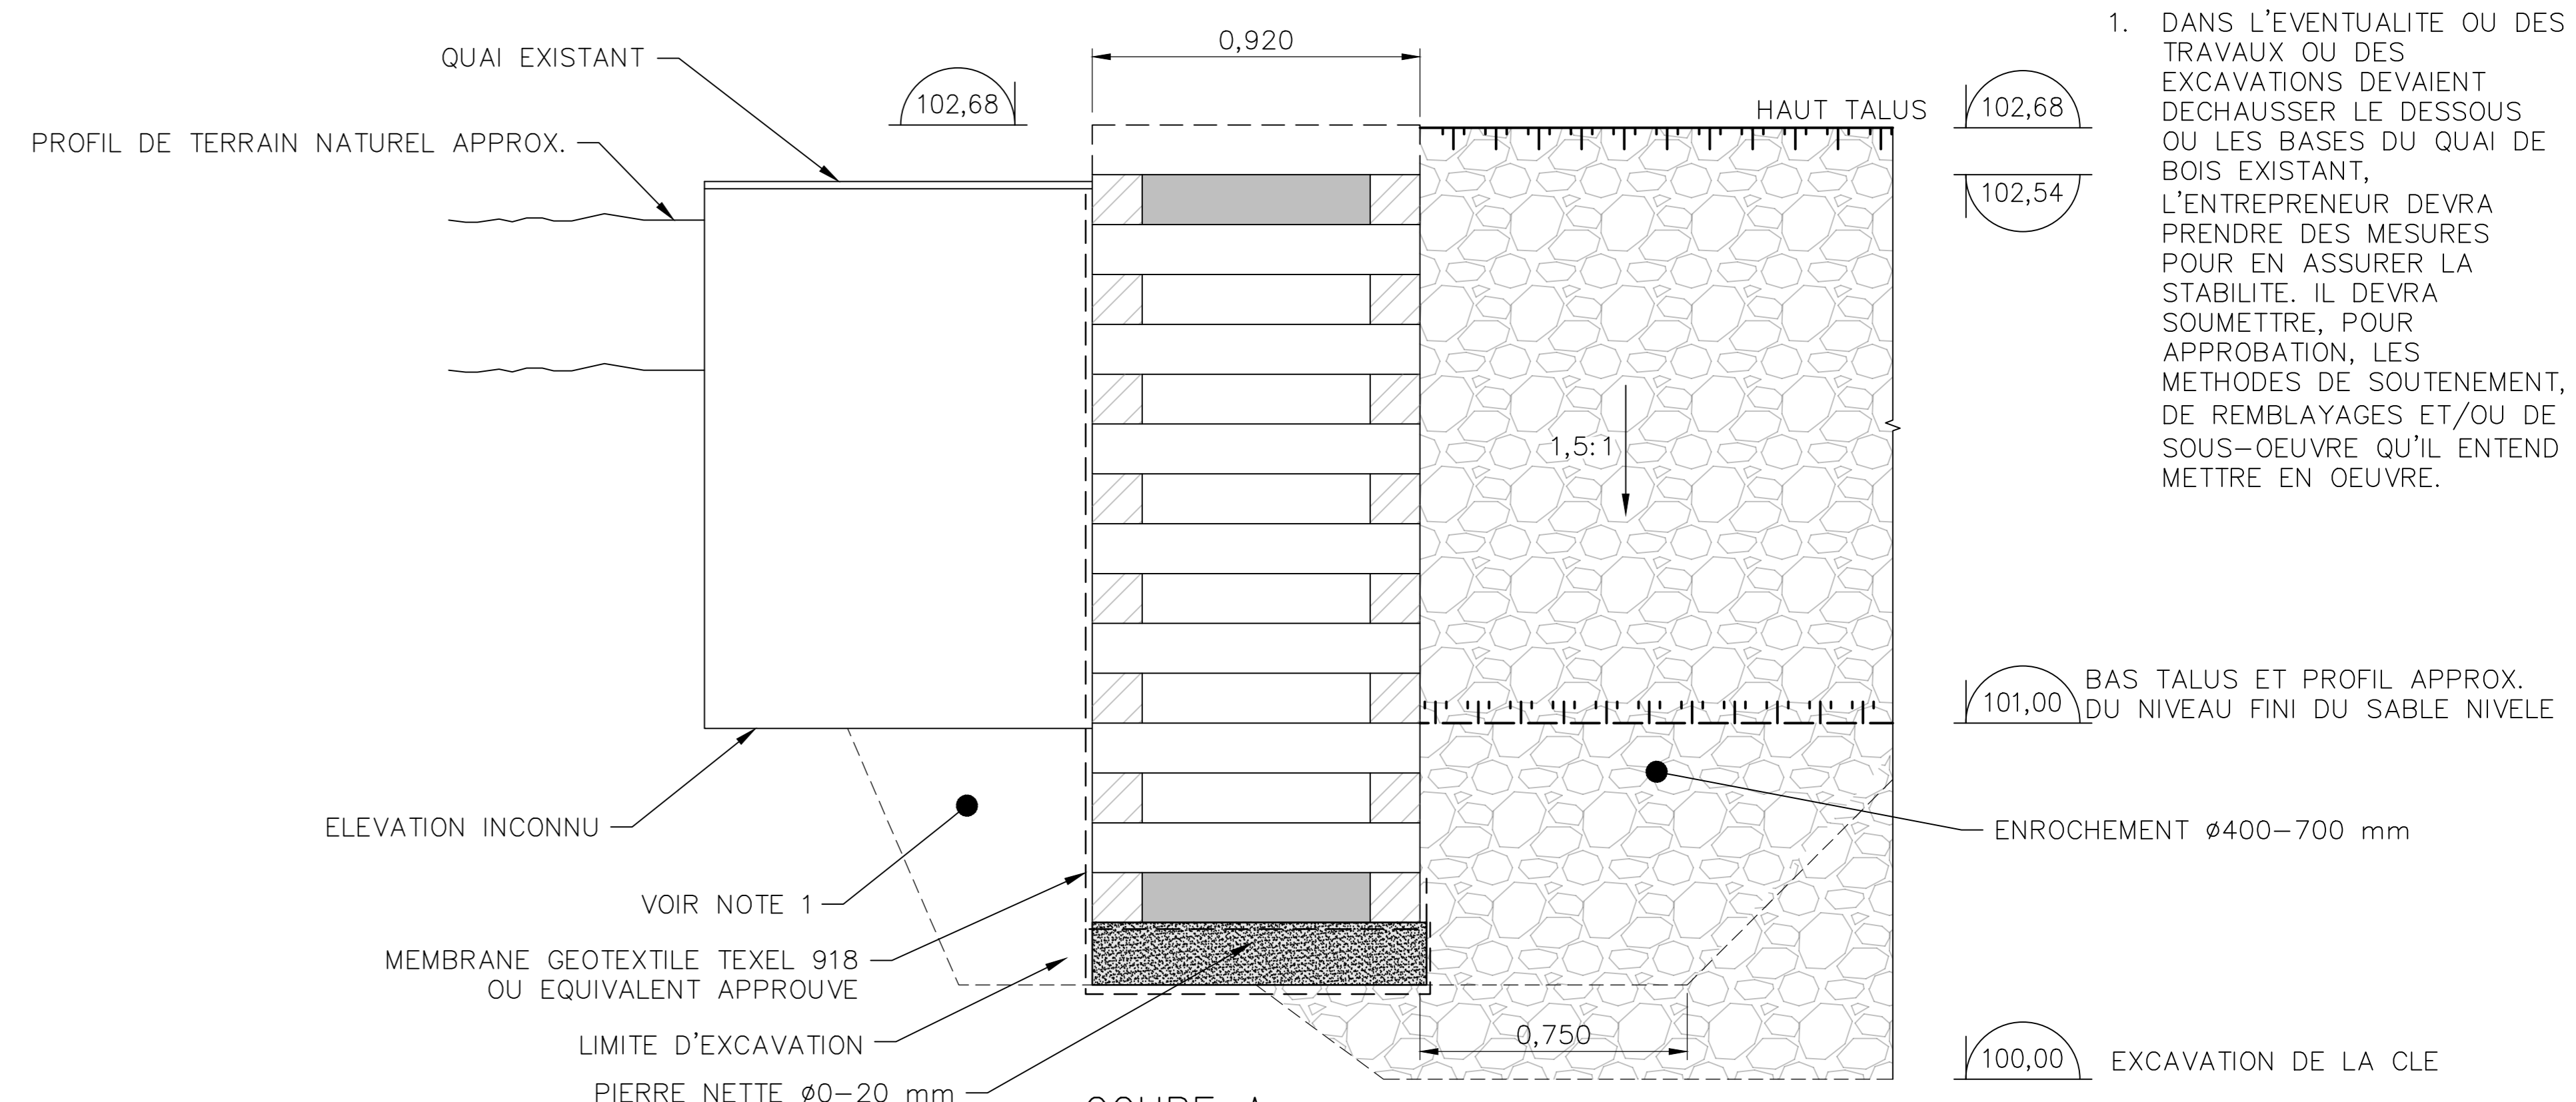 QUAI EXISTANT
PROFIL DE TERRAIN NATUREL APPROX.
102,68
0,920
HAUT TALUS
102,68
102,54
1. DANS L'EVENTUALITE OU DES
TRAVAUX OU DES
EXCAVATIONS DEVAIENT
DECHAUSSER LE DESSOUS
OU LES BASES DU QUAI DE
BOIS EXISTANT,
L'ENTREPRENEUR DEVRA
PRENDRE DES MESURES
POUR EN ASSURER LA
STABILITE. IL DEVRA
SOUMETTRE, POUR
APPROBATION, LES
METHODES DE SOUTENEMENT,
DE REMBLAYAGES ET/OU DE
SOUS-OEUVRE QU'IL ENTEND
METTRE EN OEUVRE.
1,5:1
101,00
BAS TALUS ET PROFIL APPROX.
DU NIVEAU FINI DU SABLE NIVELE
ELEVATION INCONNU
ENROCHEMENT ø400-700 mm
VOIR NOTE 1
MEMBRANE GEOTEXTILE TEXEL 918
OU EQUIVALENT APPROUVE
LIMITE D'EXCAVATION
0,750
100,00
EXCAVATION DE LA CLE
PIERRE NETTE ø0-20 mm
COUPE A